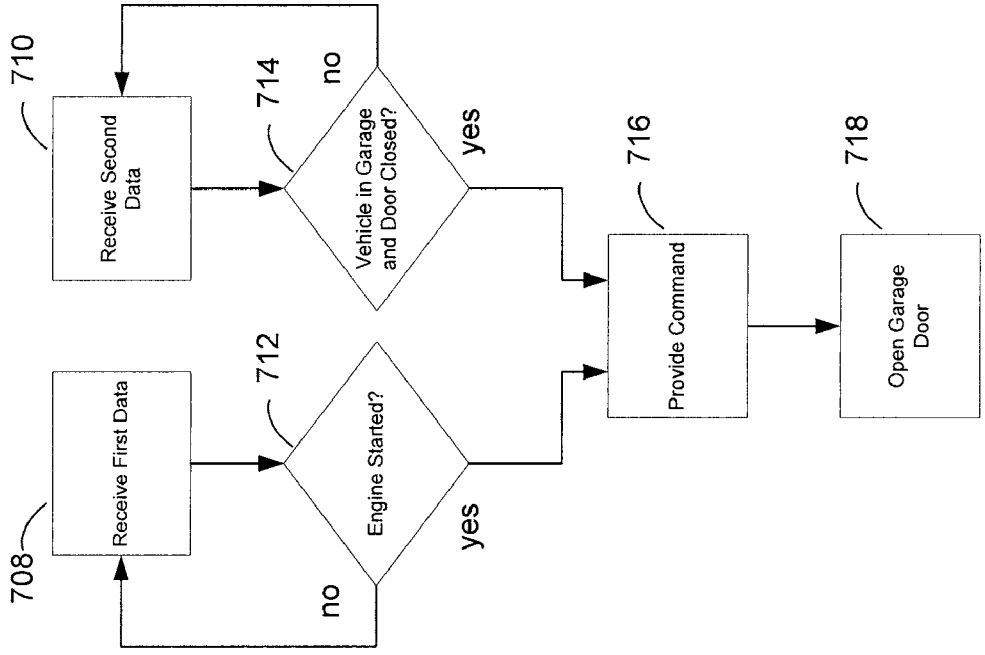 708
Receive First Data
no
712
Engine Started?
yes
710
Receive Second
Data
no
714
Vehicle in Garage
and Door Closed?
yes
716
Provide Command
718
Open Garage
Door